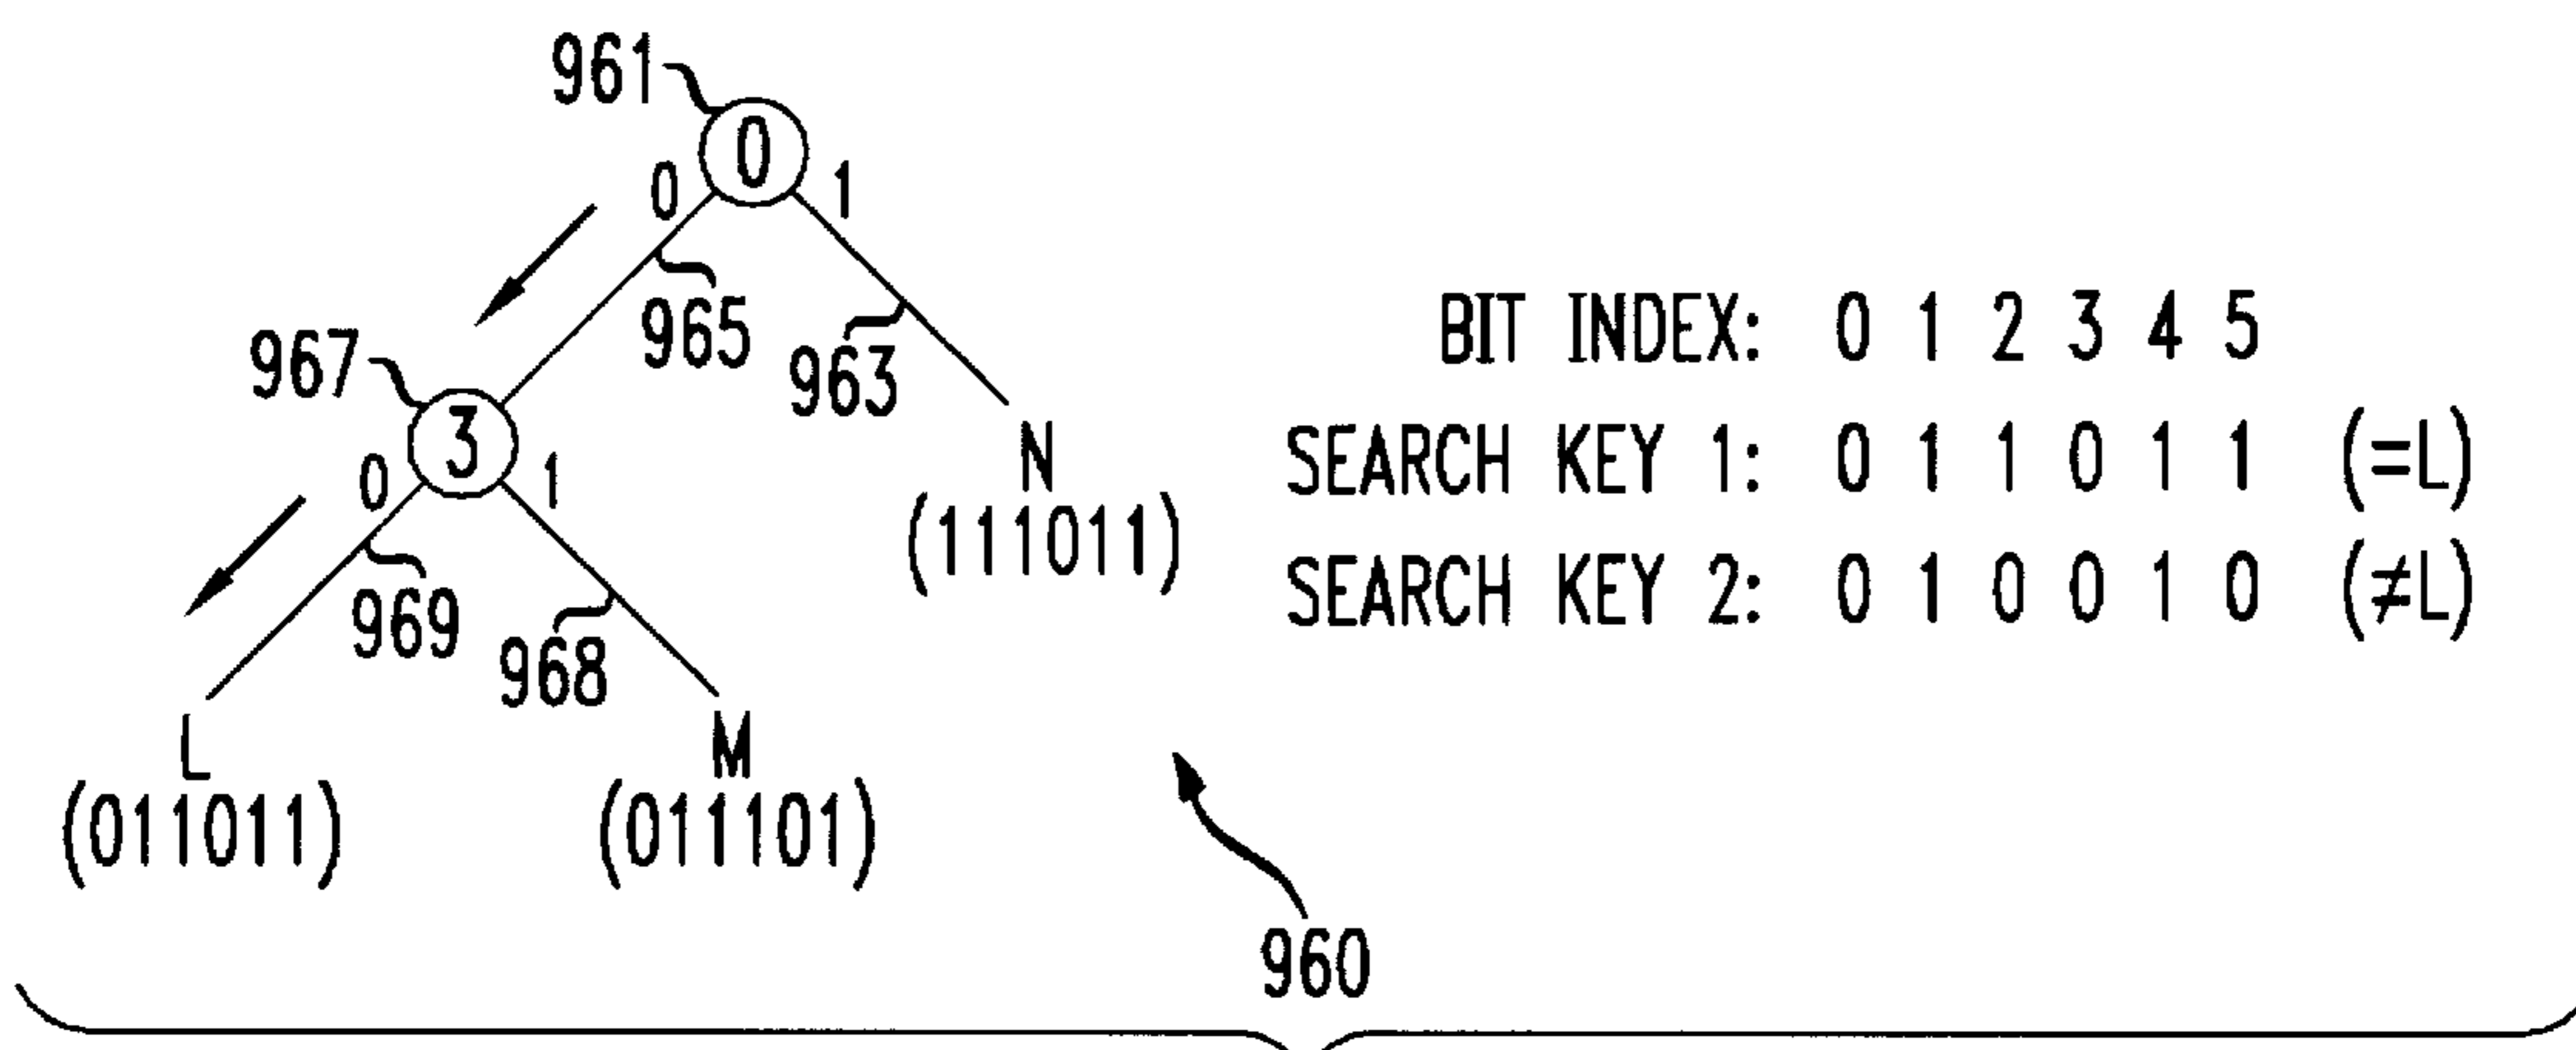 961
0
0
1
965
963
967
3
0
1
N
(111011)
969
968
L
(011011)
M
(011101)
BIT INDEX: 0 1 2 3 4 5
SEARCH KEY 1: 0 1 1 0 1 1 (=L)
SEARCH KEY 2: 0 1 0 0 1 0 (≠L)
960